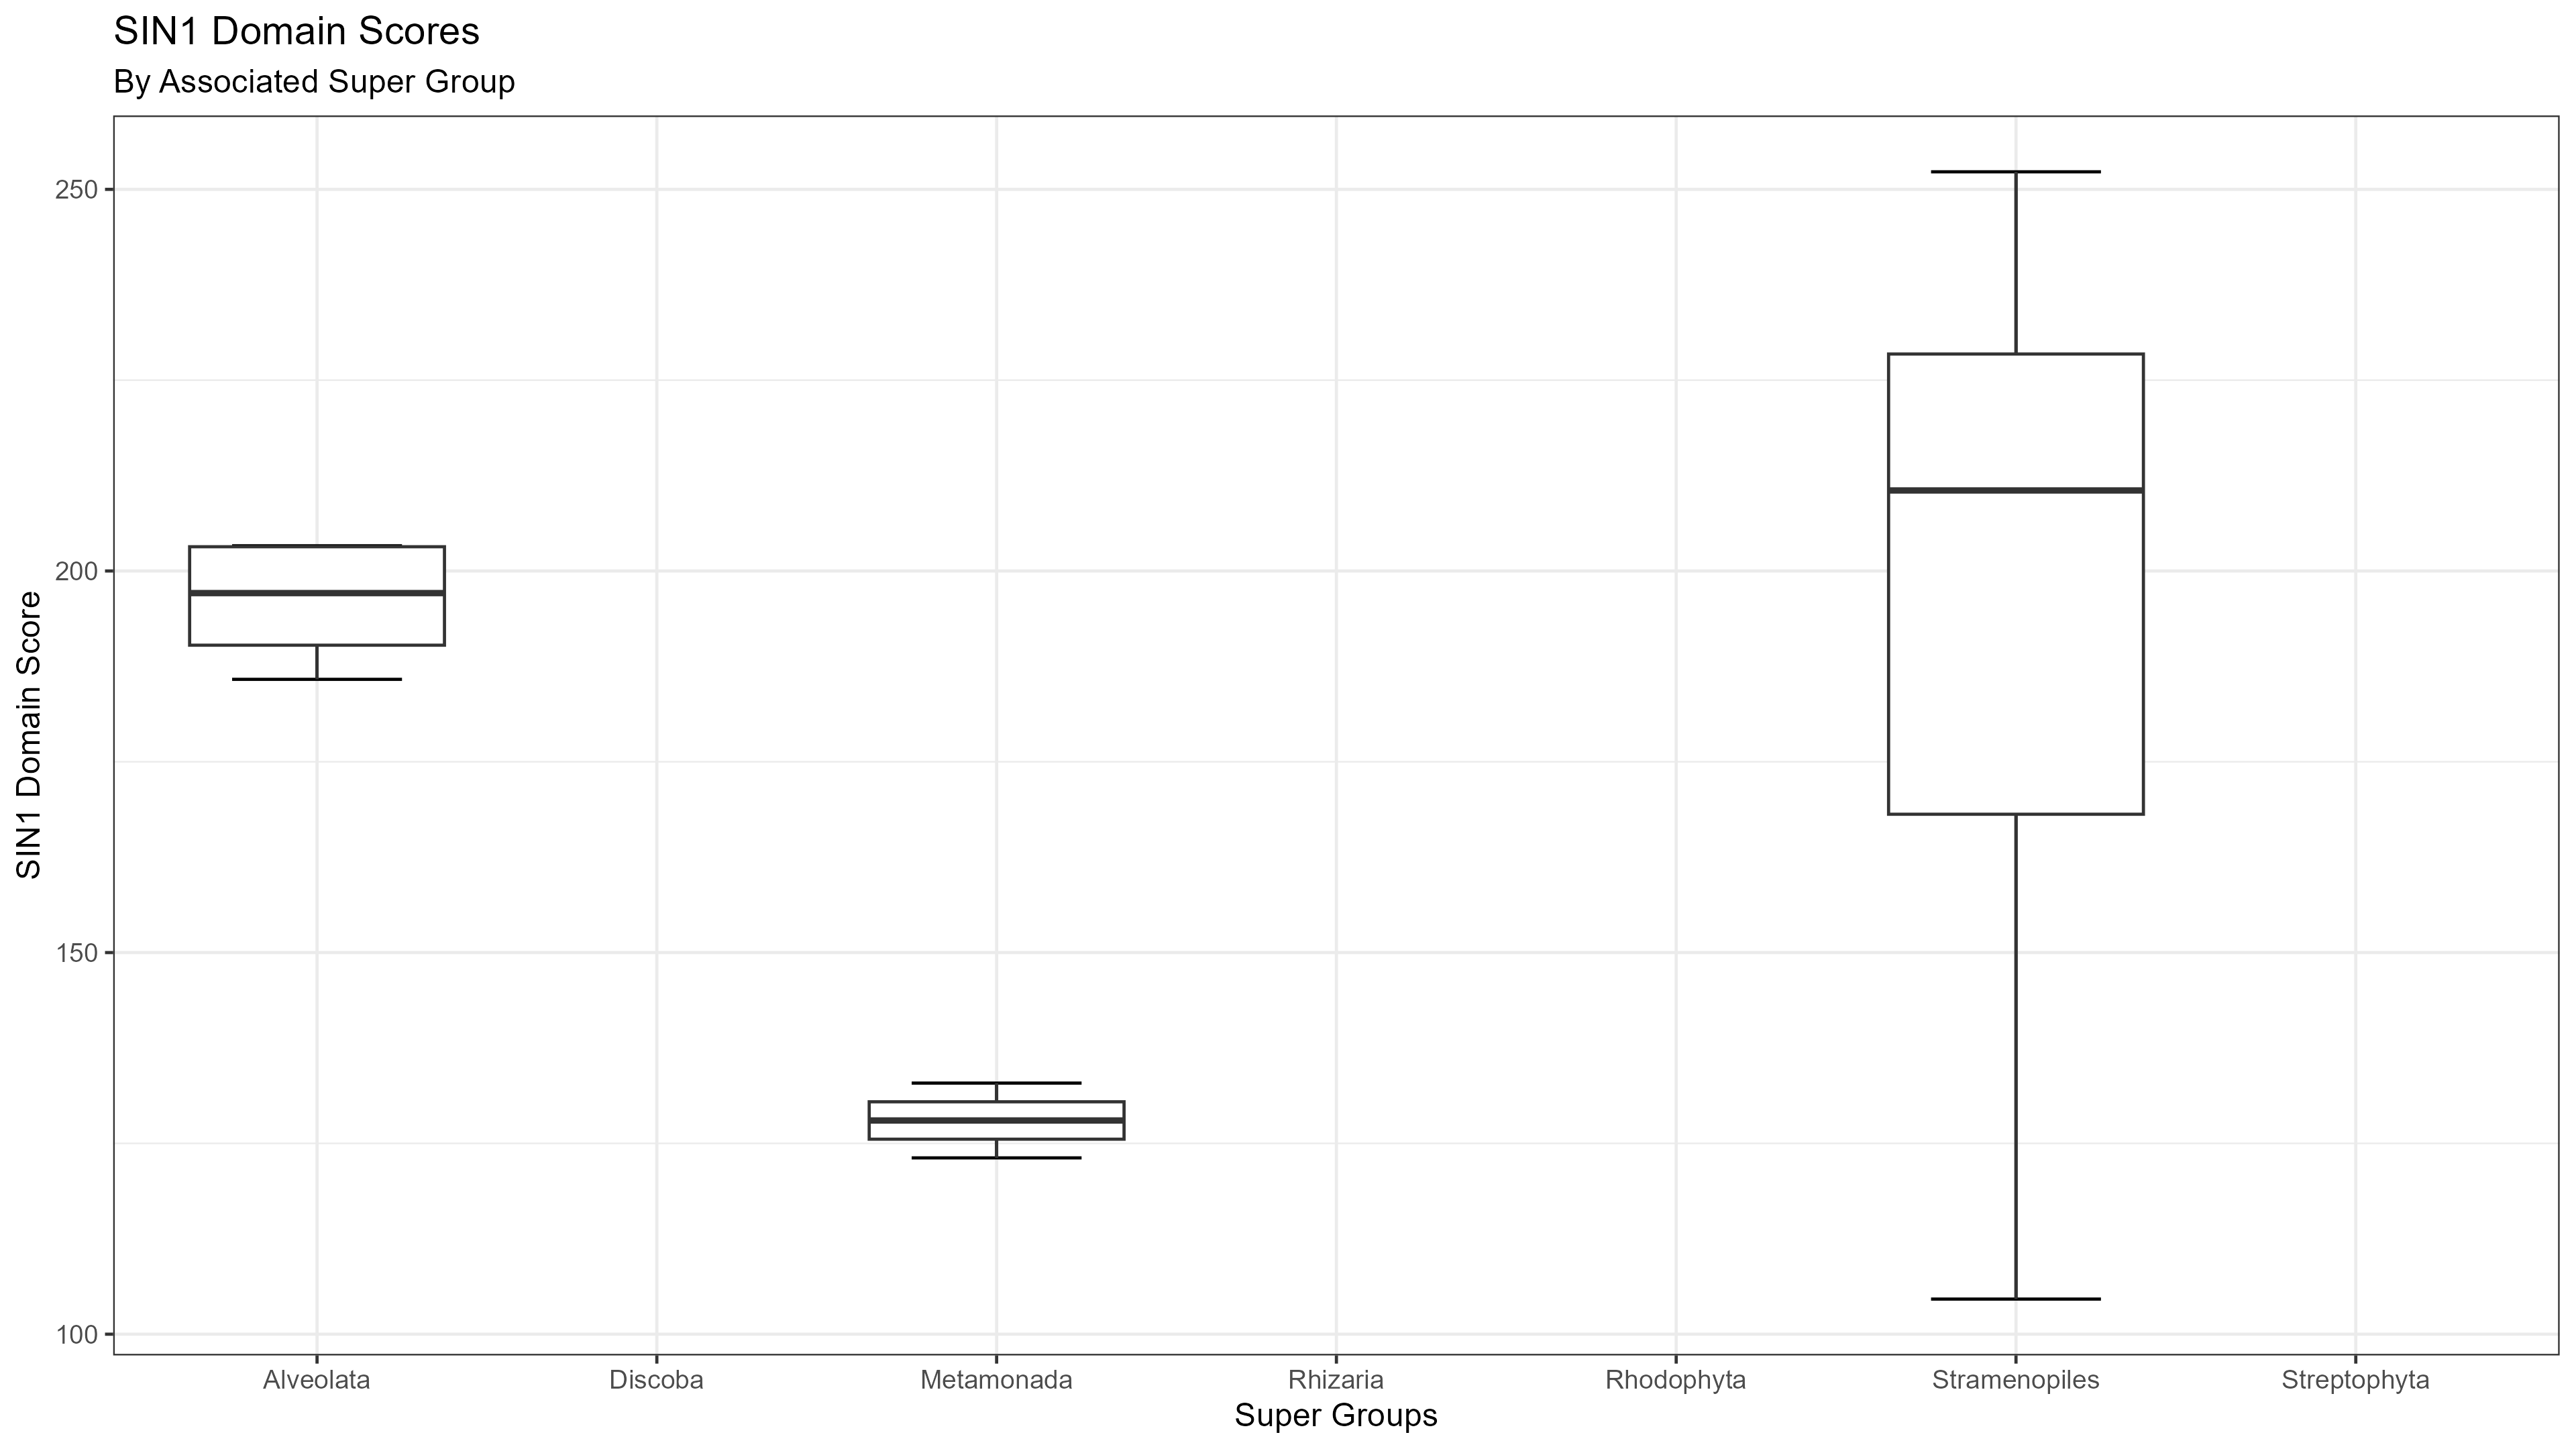 SIN1 Domain Scores
By Associated Super Group
SIN1 Domain Score
250
200
150
100
Alveolata Discoba Metamonada Rhizaria Rhodophyta Stramenopiles Streptophyta
Super Groups